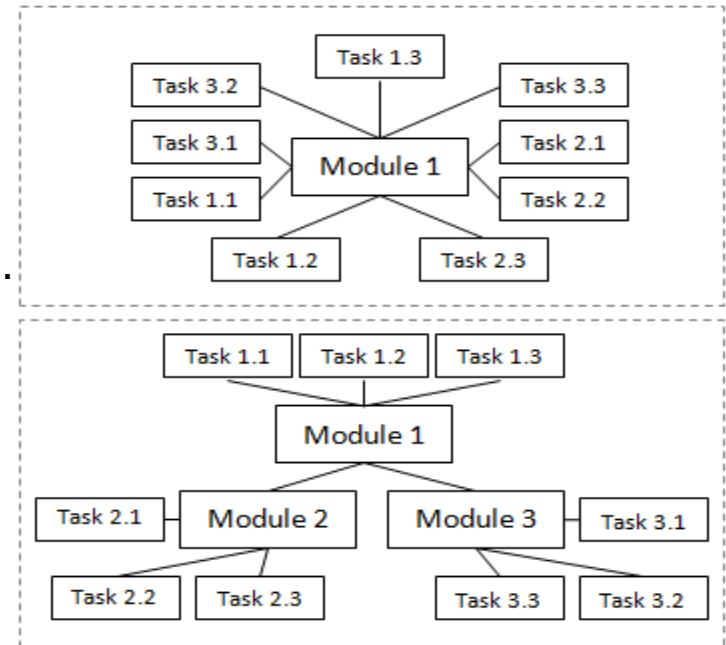 Task 1.3
Task 3.2
Task 3.3
Task 3.1
Module 1
Task 2.1
Task 1.1
Task 2.2
Task 1.2
Task 2.3
.
Task 1.1
Task 1.2
Task 1.3
Module 1
Task 2.1
Module 2
Module 3
Task 3.1
Task 2.2
Task 2.3
Task 3.3
Task 3.2